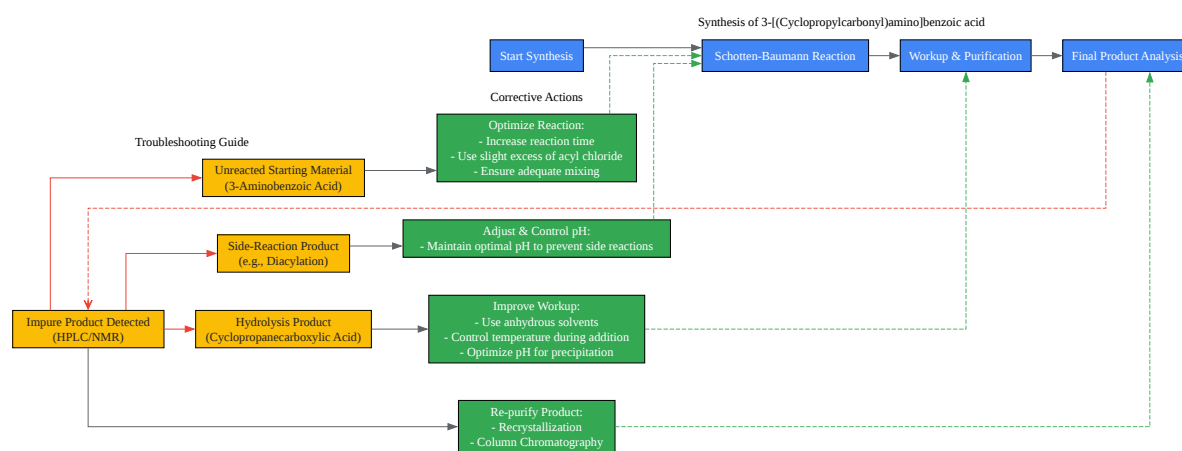 Synthesis of 3-[(Cyclopropylcarbonyl)amino]benzoic acid
Start Synthesis
Schotten-Baumann Reaction
Workup & Purification
Final Product Analysis
Corrective Actions
Optimize Reaction:
- Increase reaction time
- Use slight excess of acyl chloride
- Ensure adequate mixing
Troubleshooting Guide
Unreacted Starting Material
(3-Aminobenzoic Acid)
Adjust & Control pH:
- Maintain optimal pH to prevent side reactions
Side-Reaction Product
(e.g., Diacylation)
Impure Product Detected
(HPLC/NMR)
Hydrolysis Product
(Cyclopropanecarboxylic Acid)
Improve Workup:
- Use anhydrous solvents
- Control temperature during addition
- Optimize pH for precipitation
Re-purify Product:
- Recrystallization
- Column Chromatography